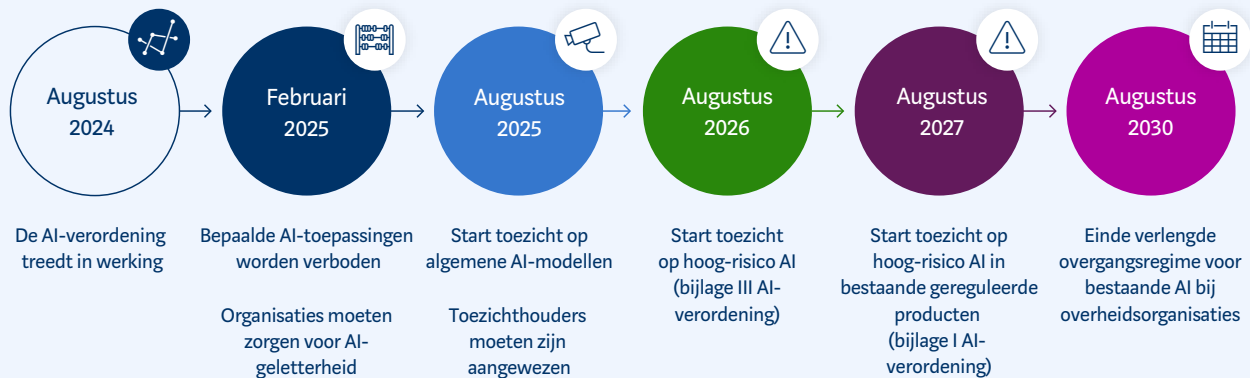 Augustus
2024
Februari
2025
Augustus
2025
Augustus
2026
Augustus
2027
Augustus
2030
De AI-verordening
treedt in werking
Bepaalde AI-toepassingen
worden verboden
Organisaties moeten
zorgen voor AI-
geletterheid
Start toezicht op
algemene AI-modellen
Toezichthouders
moeten zijn
aangewezen
Start toezicht
op hoog-risico AI
(bijlage III AI-
verordening)
Start toezicht op
hoog-risico AI in
bestaande gereguleerde
producten
(bijlage I AI-
verordening)
Einde verlengde
overgangsregime voor
bestaande AI bij
overheidsorganisaties